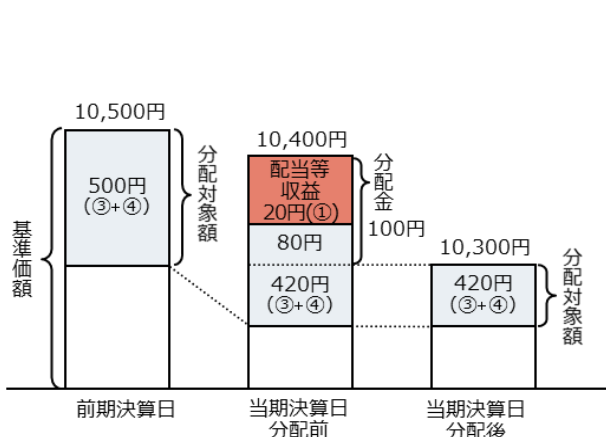 10,500円
500円
(③+④)
分配対象額
基準価額
前期決算日
10,400円
配当等
収益
20円(①)
80円
420円
(③+④)
分配金
100円
当期決算日
分配前
10,300円
420円
(③+④)
分配対象額
当期決算日
分配後